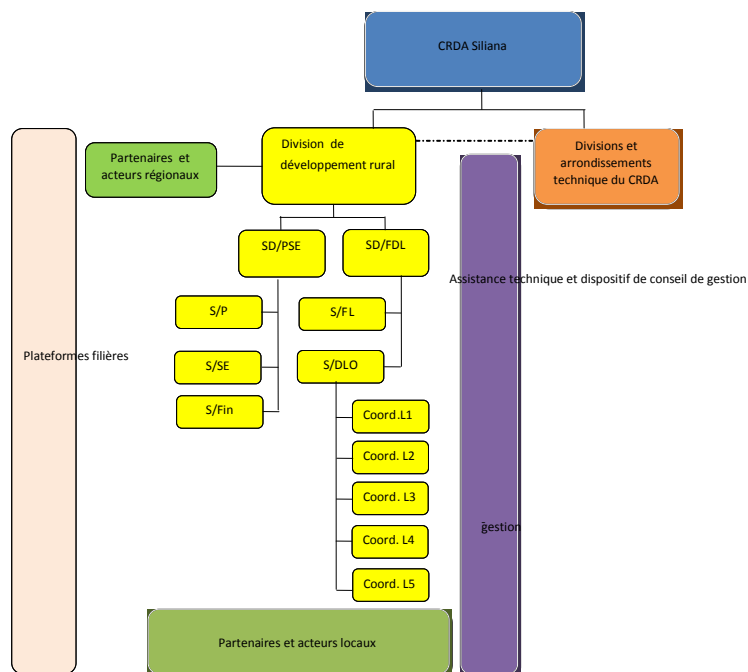 CRDA Siliana
Division de
développement rural
Partenaires et
acteurs régionaux
Divisions et
arrondissements
technique du CRDA
SD/PSE
SD/FDL
Assistance technique et dispositif de conseil de gestion
S/P
S/FL
Plateformes filières
S/SE
S/DLO
S/Fin
Coord.L1
Coord. L2
Coord. L3
Coord. L4
Coord. L5
gestion
Partenaires et acteurs locaux